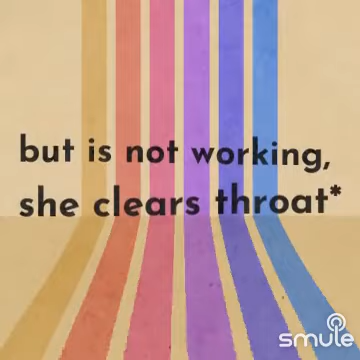 but is not working,
she clears throat*
smule